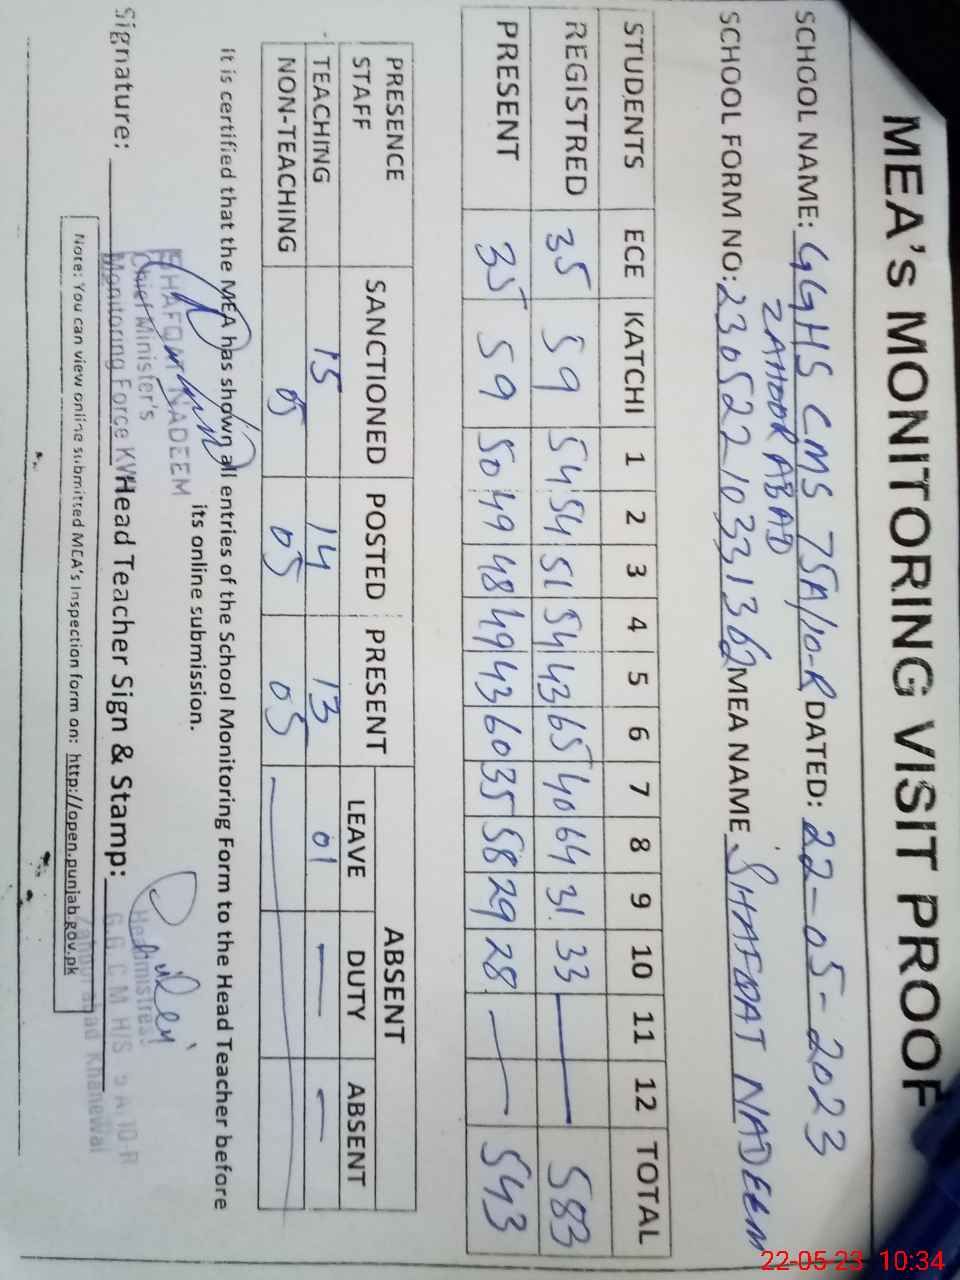 MEA's MONITORING VISIT PROOF
SCHOOL NAME: GGHS CMS 75A/10-R DATED: 22-05-2023
ZAHOOR ABAD
SCHOOL FORM NO: 23052210331362 MEA NAME SHAFQAT NADEEM
STUDENTS ECE KATCHI 1 2 3 4 5 6 7 8 9 10 11 12 TOTAL
REGISTRED 35 59 54 54 51 54 43 65 40 64 31 33 — 583
PRESENT 35 59 50 49 48 49 43 60 35 58 29 28 — 543
PRESENCE SANCTIONED POSTED PRESENT ABSENT
STAFF LEAVE DUTY ABSENT
TEACHING 15 14 13 01 — —
NON-TEACHING 05 05 05
It is certified that the MEA has shown all entries of the School Monitoring Form to the Head Teacher before
its online submission.
SHAFQAT NADEEM
Chief Minister's
Monitoring Force KWL
Signature: Head Teacher Sign & Stamp:
Headmistress
G.G.C.M.H/S A 10-R
Zahoorabad Khanewal
Note: You can view online submitted MEA's Inspection form on: http://open.punjab.gov.pk
22-05-23 10:34